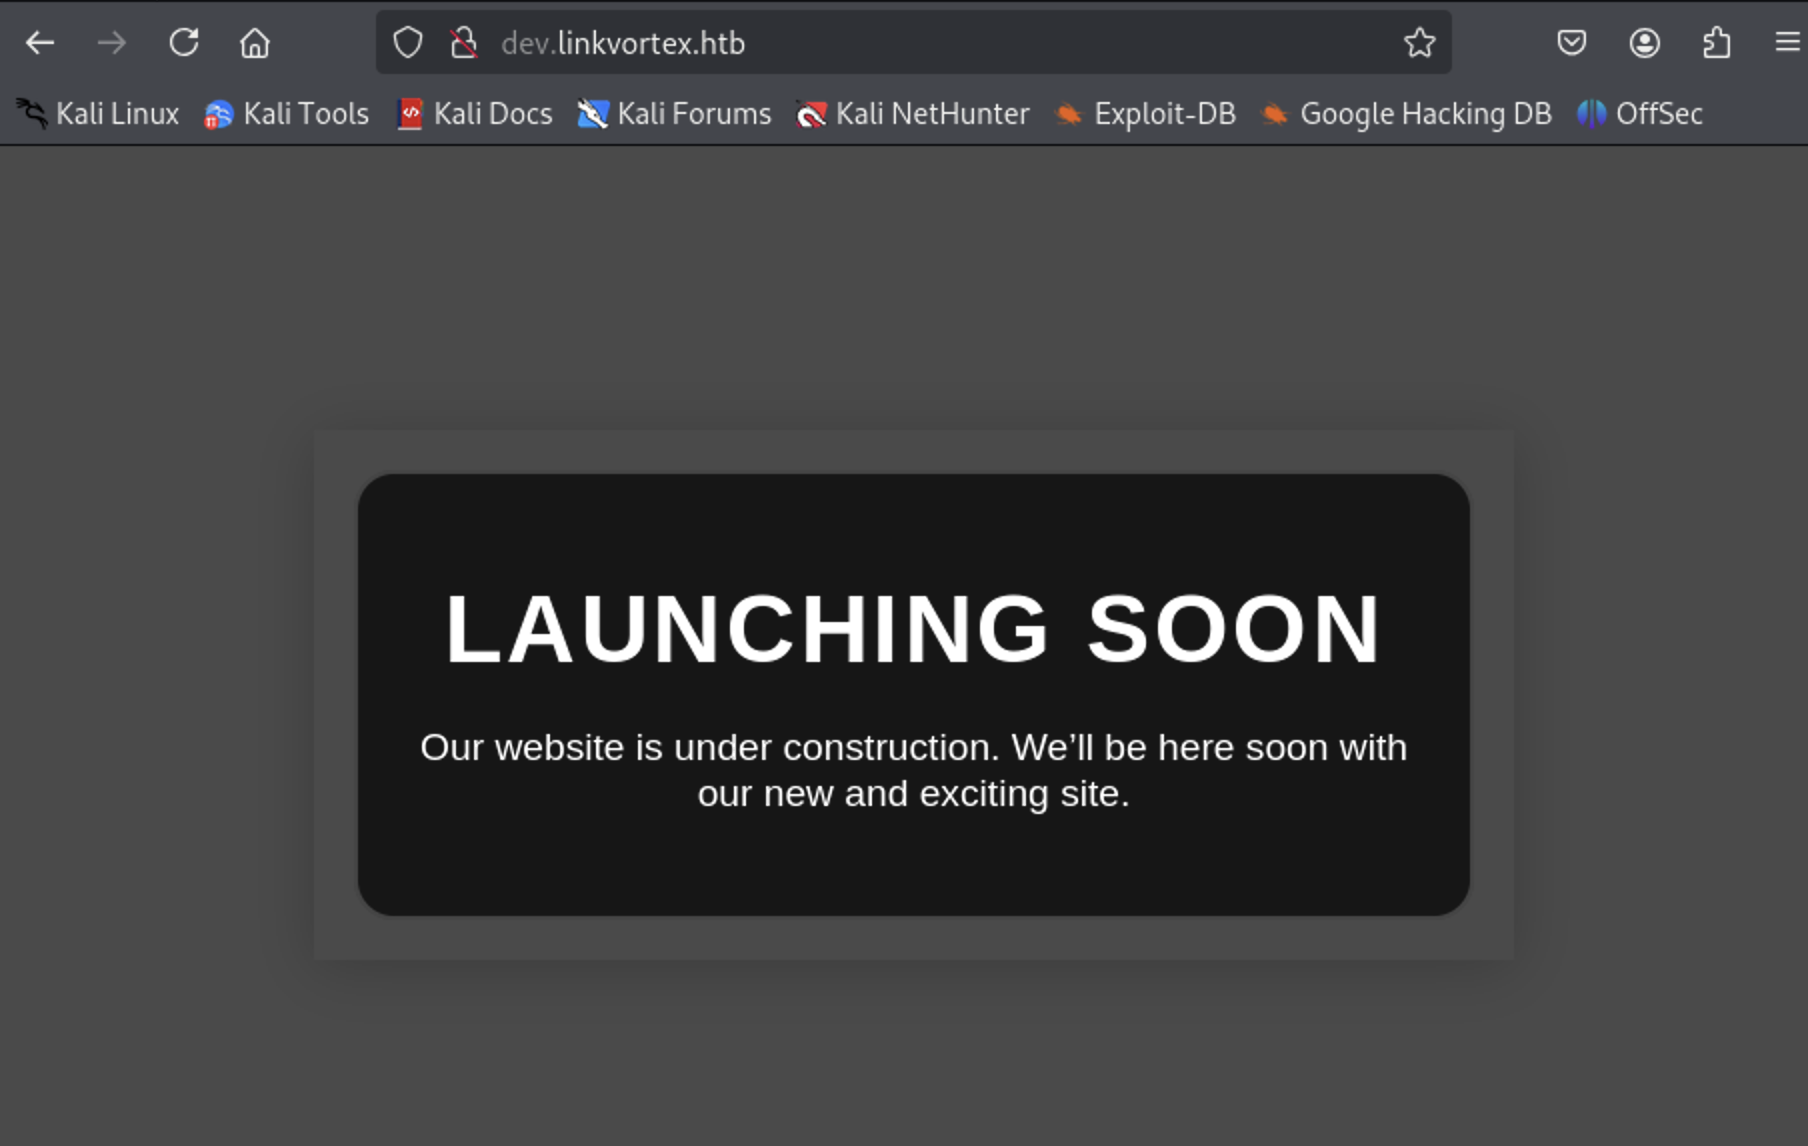 dev.linkvortex.htb
Kali Linux Kali Tools Kali Docs Kali Forums Kali NetHunter Exploit-DB Google Hacking DB OffSec
LAUNCHING SOON
Our website is under construction. We’ll be here soon with
our new and exciting site.